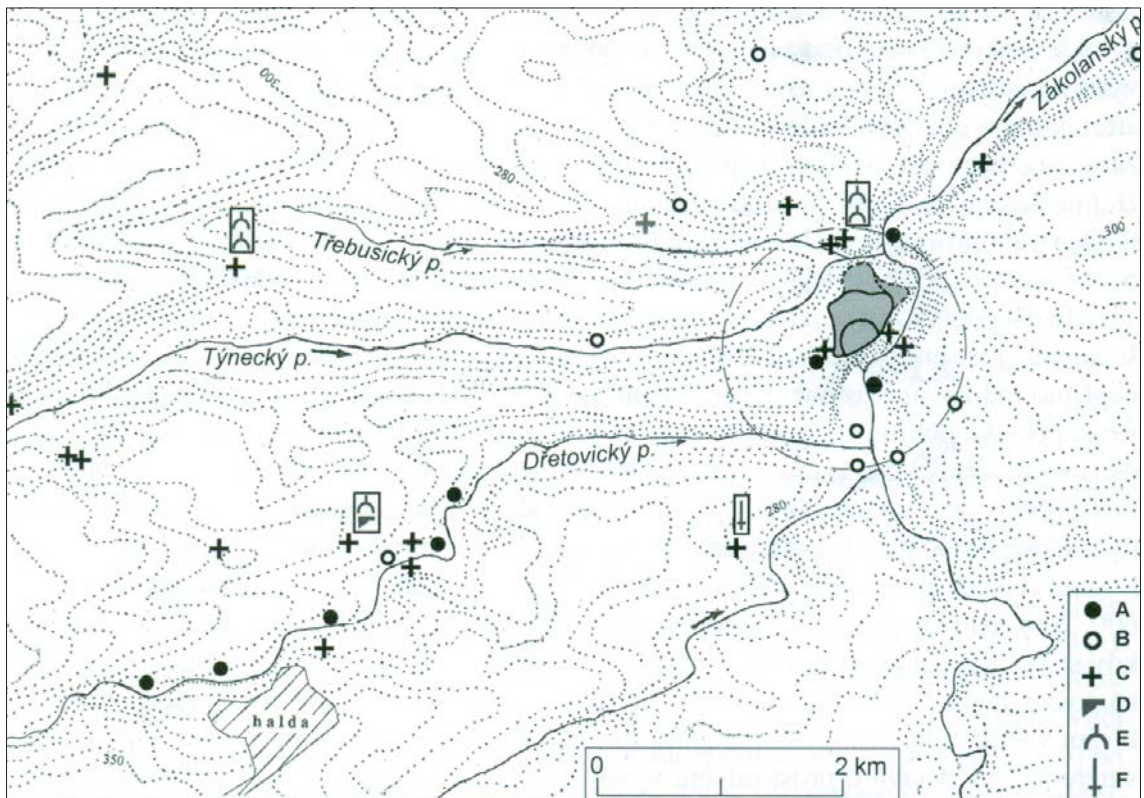 Zákolanský p.
300
280
300
Třebusický p.
Týnecký p.
Dřetovický p.
280
halda
350
0 2 km
A
B
C
D
E
F